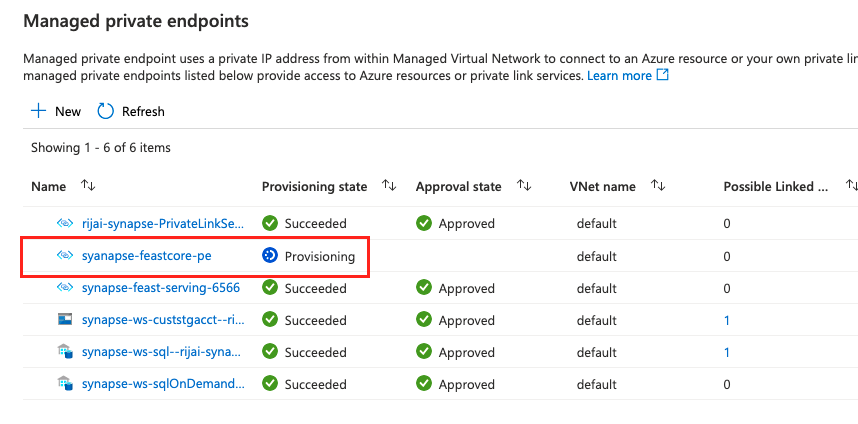 Managed private endpoints
Managed private endpoint uses a private IP address from within Managed Virtual Network to connect to an Azure resource or your own private lin
managed private endpoints listed below provide access to Azure resources or private link services. Learn more
New Refresh
Showing 1 - 6 of 6 items
Name Provisioning state Approval state VNet name Possible Linked ...
rijai-synapse-PrivateLinkSe... Succeeded Approved default 0
syanapse-feastcore-pe Provisioning default 0
synapse-feast-serving-6566 Succeeded Approved default 0
synapse-ws-custstgacct--ri... Succeeded Approved default 1
synapse-ws-sql--rijai-syna... Succeeded Approved default 1
synapse-ws-sqlOnDemand... Succeeded Approved default 0